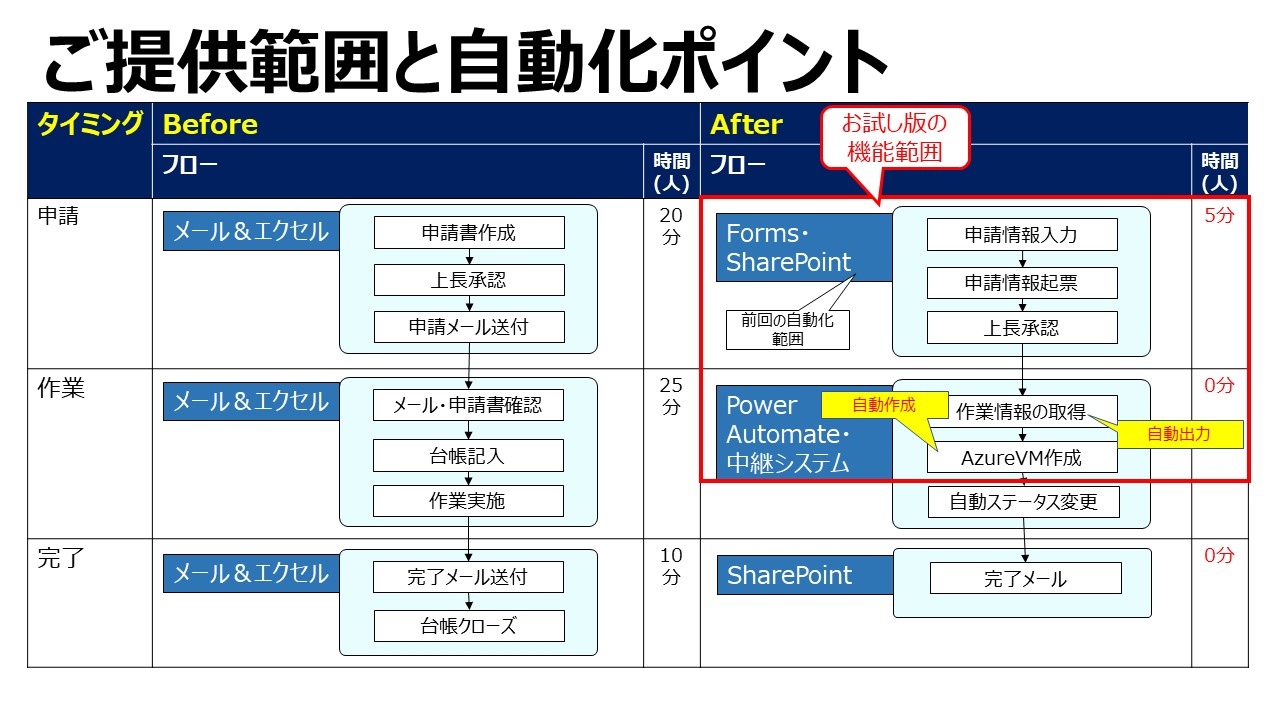 ご提供範囲と自動化ポイント
タイミング
Before
After
お試し版の
機能範囲
フロー
時間
(人)
フロー
時間
(人)
申請
メール＆エクセル
申請書作成
上長承認
申請メール送付
20
分
Forms・
SharePoint
前回の自動化
範囲
申請情報入力
申請情報起票
上長承認
5分
作業
メール＆エクセル
メール・申請書確認
台帳記入
作業実施
25
分
Power
Automate・
中継システム
自動作成
作業情報の取得
自動出力
AzureVM作成
自動ステータス変更
0分
完了
メール＆エクセル
完了メール送付
台帳クローズ
10
分
SharePoint
完了メール
0分